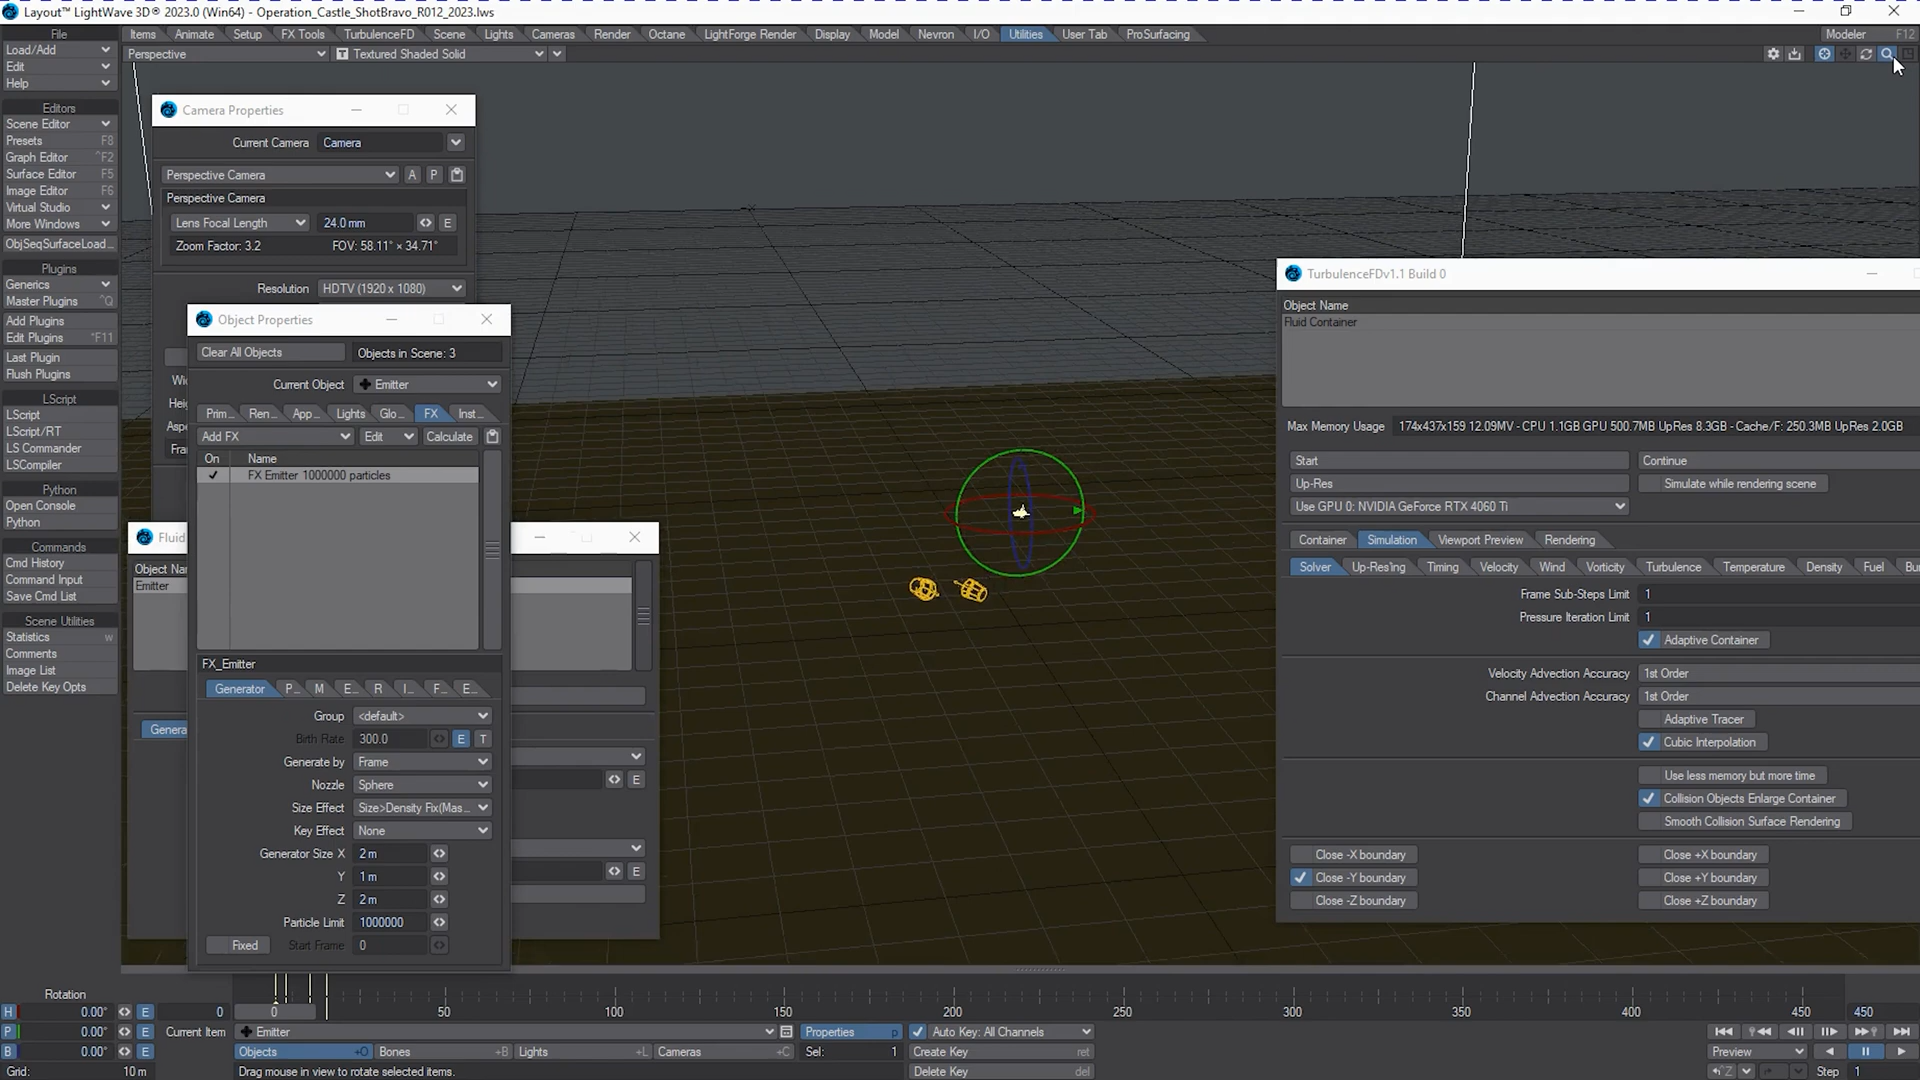 Layout™ LightWave 3D® 2023.0 (Win64) - Operation_Castle_ShotBravo_R012_2023.lws
File
Items Animate Setup FX Tools TurbulenceFD Scene Lights Cameras Render Octane LightForge Render Display Model Nevron I/O Utilities User Tab ProSurfacing
Modeler F12
Perspective
Textured Shaded Solid
Load/Add
Edit
Help
Editors
Scene Editor
Presets F8
Graph Editor ^F2
Surface Editor F5
Image Editor F6
Virtual Studio
More Windows
ObjSeqSurfaceLoad...
Plugins
Generics
Master Plugins ^Q
Add Plugins
Edit Plugins *F11
Last Plugin
Flush Plugins
LScript
LScript
LScript/RT
LS Commander
LSCompiler
Python
Open Console
Python
Commands
Cmd History
Command Input
Save Cmd List
Scene Utilities
Statistics w
Comments
Image List
Delete Key Opts
Camera Properties
Current Camera Camera
Perspective Camera A P
Perspective Camera
Lens Focal Length 24.0 mm E
Zoom Factor: 3.2 FOV: 58.11° × 34.71°
Resolution HDTV (1920 x 1080)
Wi
Hei
Aspe
Fra
Object Properties
Clear All Objects Objects in Scene: 3
Current Object Emitter
Prim... Ren... App... Lights Glo... FX Inst...
Add FX Edit Calculate
On Name
FX Emitter 1000000 particles
FX_Emitter
Generator P... M E... R I... F... E...
Group <default>
Birth Rate 300.0 E T
Generate by Frame
Nozzle Sphere
Size Effect Size>Density Fix(Mas...
Key Effect None
Generator Size X 2 m
Y 1 m
Z 2 m
Particle Limit 1000000
Fixed Start Frame 0
Fluid
Object Na
Emitter
Genera
E
E
TurbulenceFDv1.1 Build 0
Object Name
Fluid Container
Max Memory Usage 174x437x159 12.09MV - CPU 1.1GB GPU 500.7MB UpRes 8.3GB - Cache/F: 250.3MB UpRes 2.0GB
Start Continue
Up-Res Simulate while rendering scene
Use GPU 0: NVIDIA GeForce RTX 4060 Ti
Container Simulation Viewport Preview Rendering
Solver Up-Res'ing Timing Velocity Wind Vorticity Turbulence Temperature Density Fuel Bu
Frame Sub-Steps Limit 1
Pressure Iteration Limit 1
Adaptive Container
Velocity Advection Accuracy 1st Order
Channel Advection Accuracy 1st Order
Adaptive Tracer
Cubic Interpolation
Use less memory but more time
Collision Objects Enlarge Container
Smooth Collision Surface Rendering
Close -X boundary Close +X boundary
Close -Y boundary Close +Y boundary
Close -Z boundary Close +Z boundary
Rotation
H 0.00° E 0
P 0.00° E
B 0.00° E
Grid: 10 m
0 50 100 150 200 250 300 350 400 450 450
Current Item Emitter Properties p Auto Key: All Channels
Objects +O Bones +B Lights +L Cameras +C Sel: 1 Create Key ret
Drag mouse in view to rotate selected items. Delete Key del
Preview
Step 1